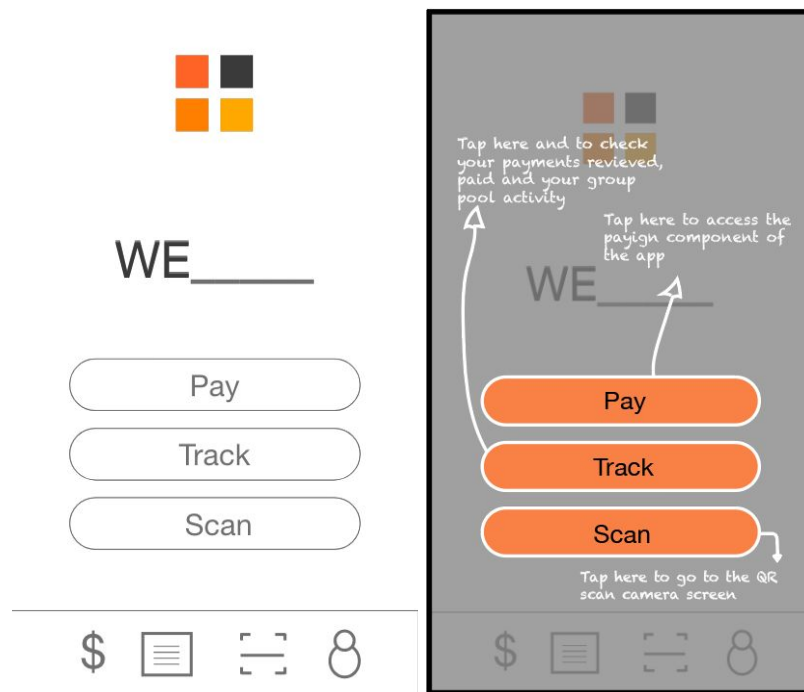 WE_____
Pay
Track
Scan
$
Tap here and to check
your payments revieved,
paid and your group
pool activity
Tap here to access the
payign component of
the app
WE_____
Pay
Track
Scan
Tap here to go to the QR
scan camera screen
$